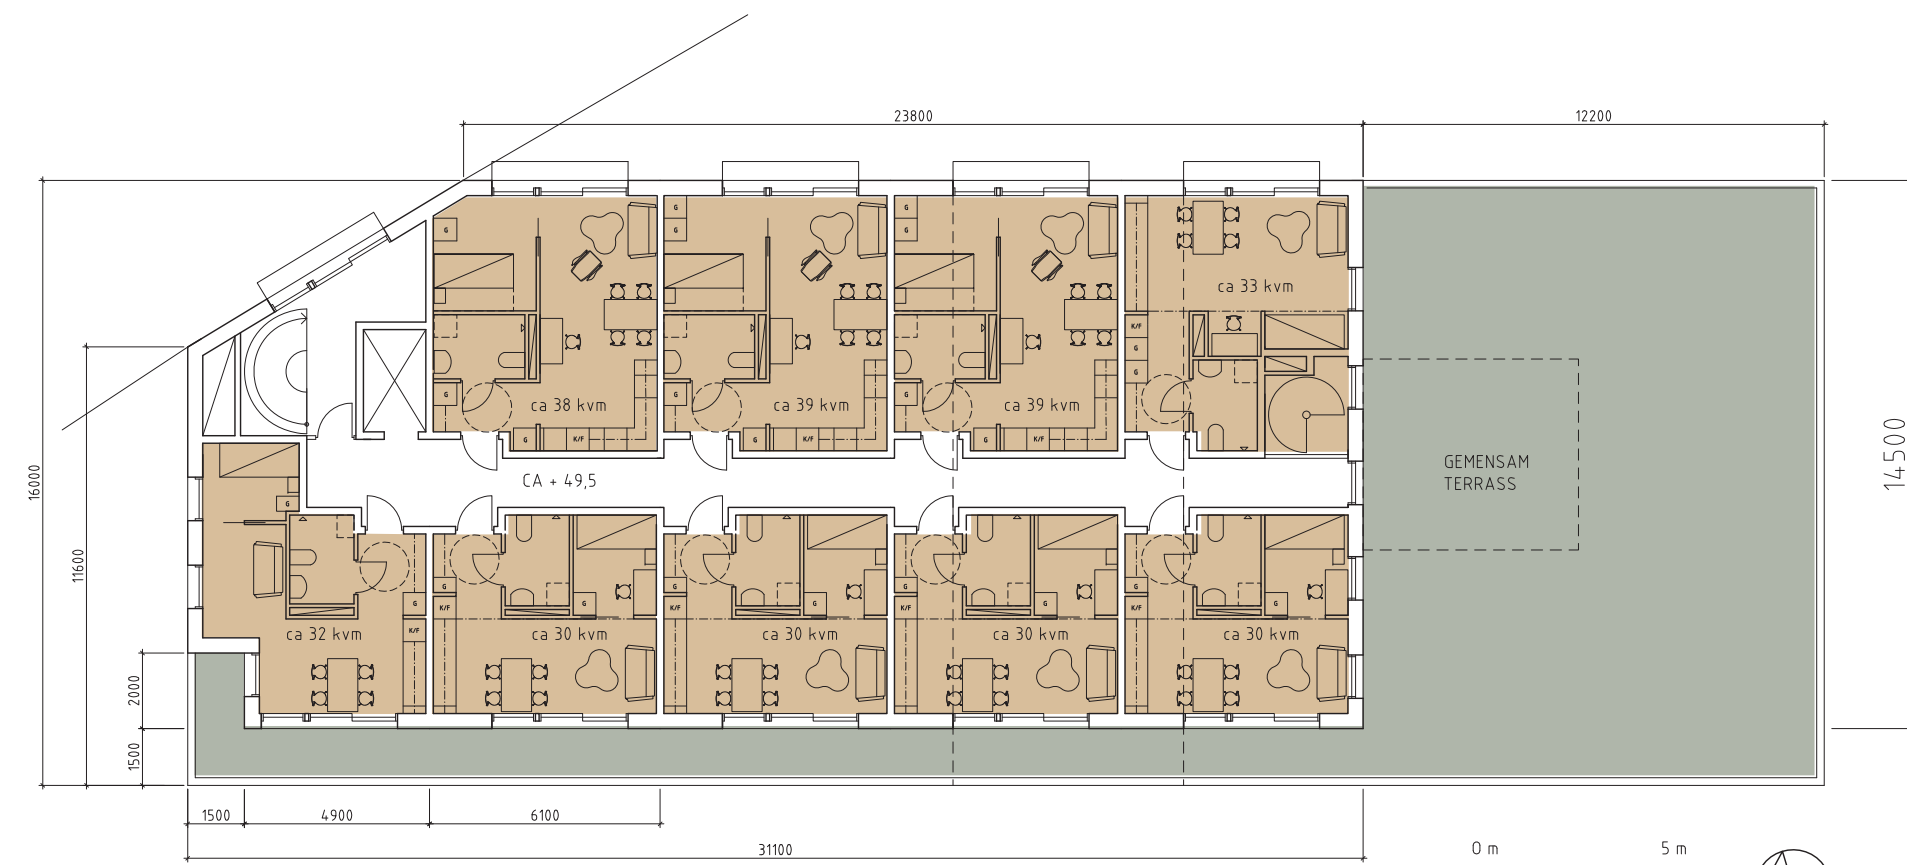 23800
12200
G
G
G
G
G
ca 33 kvm
K/F
G
G
G
G
G
ca 38 kvm
ca 39 kvm
ca 39 kvm
G
K/F
G
K/F
G
K/F
16000
14500
GEMENSAM
TERRASS
CA + 49,5
G
11600
G
G
G
G
G
G
G
G
G
K/F
K/F
K/F
K/F
K/F
ca 32 kvm
ca 30 kvm
ca 30 kvm
ca 30 kvm
ca 30 kvm
2000
1500
1500
4900
6100
31100
0 m
5 m